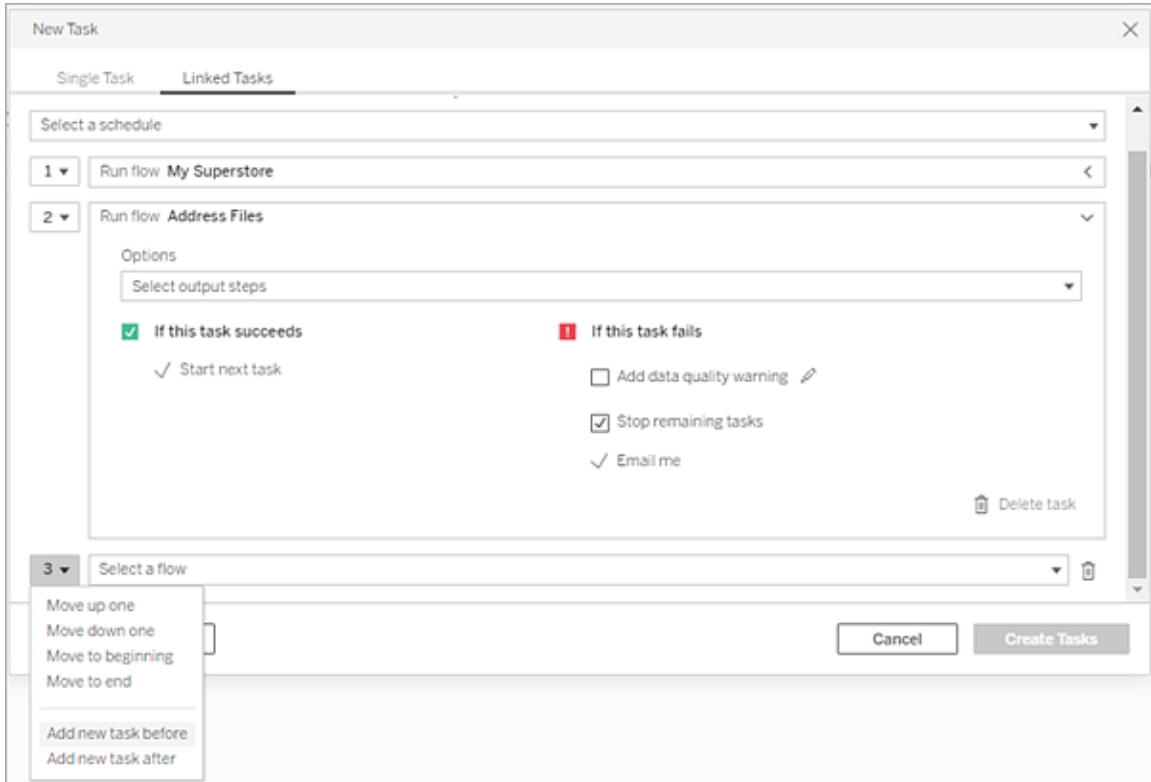 New Task
Single Task
Linked Tasks
Select a schedule
1
Run flow My Superstore
2
Run flow Address Files
Options
Select output steps
If this task succeeds
If this task fails
Start next task
Add data quality warning
Stop remaining tasks
Email me
Delete task
3
Select a flow
Move up one
Move down one
Move to beginning
Move to end
Cancel
Create Tasks
Add new task before
Add new task after